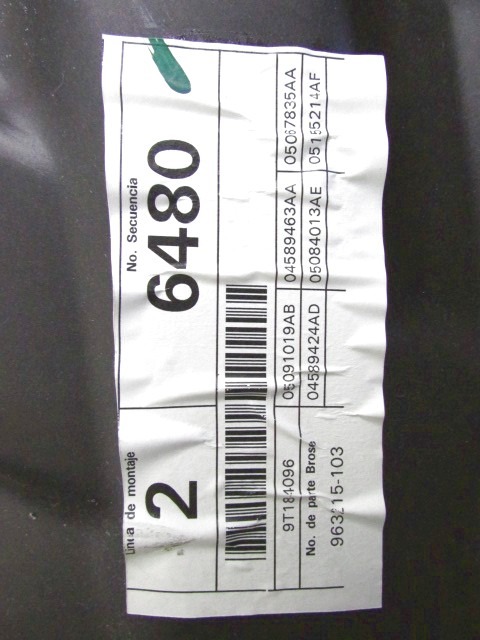 Linea de montaje
No. Secuencia
2
6480
9T184096 05091019AB 04589463AA 05067835AA
No. de parte Brose 04589424AD 05084013AE 05165214AF
963215-103